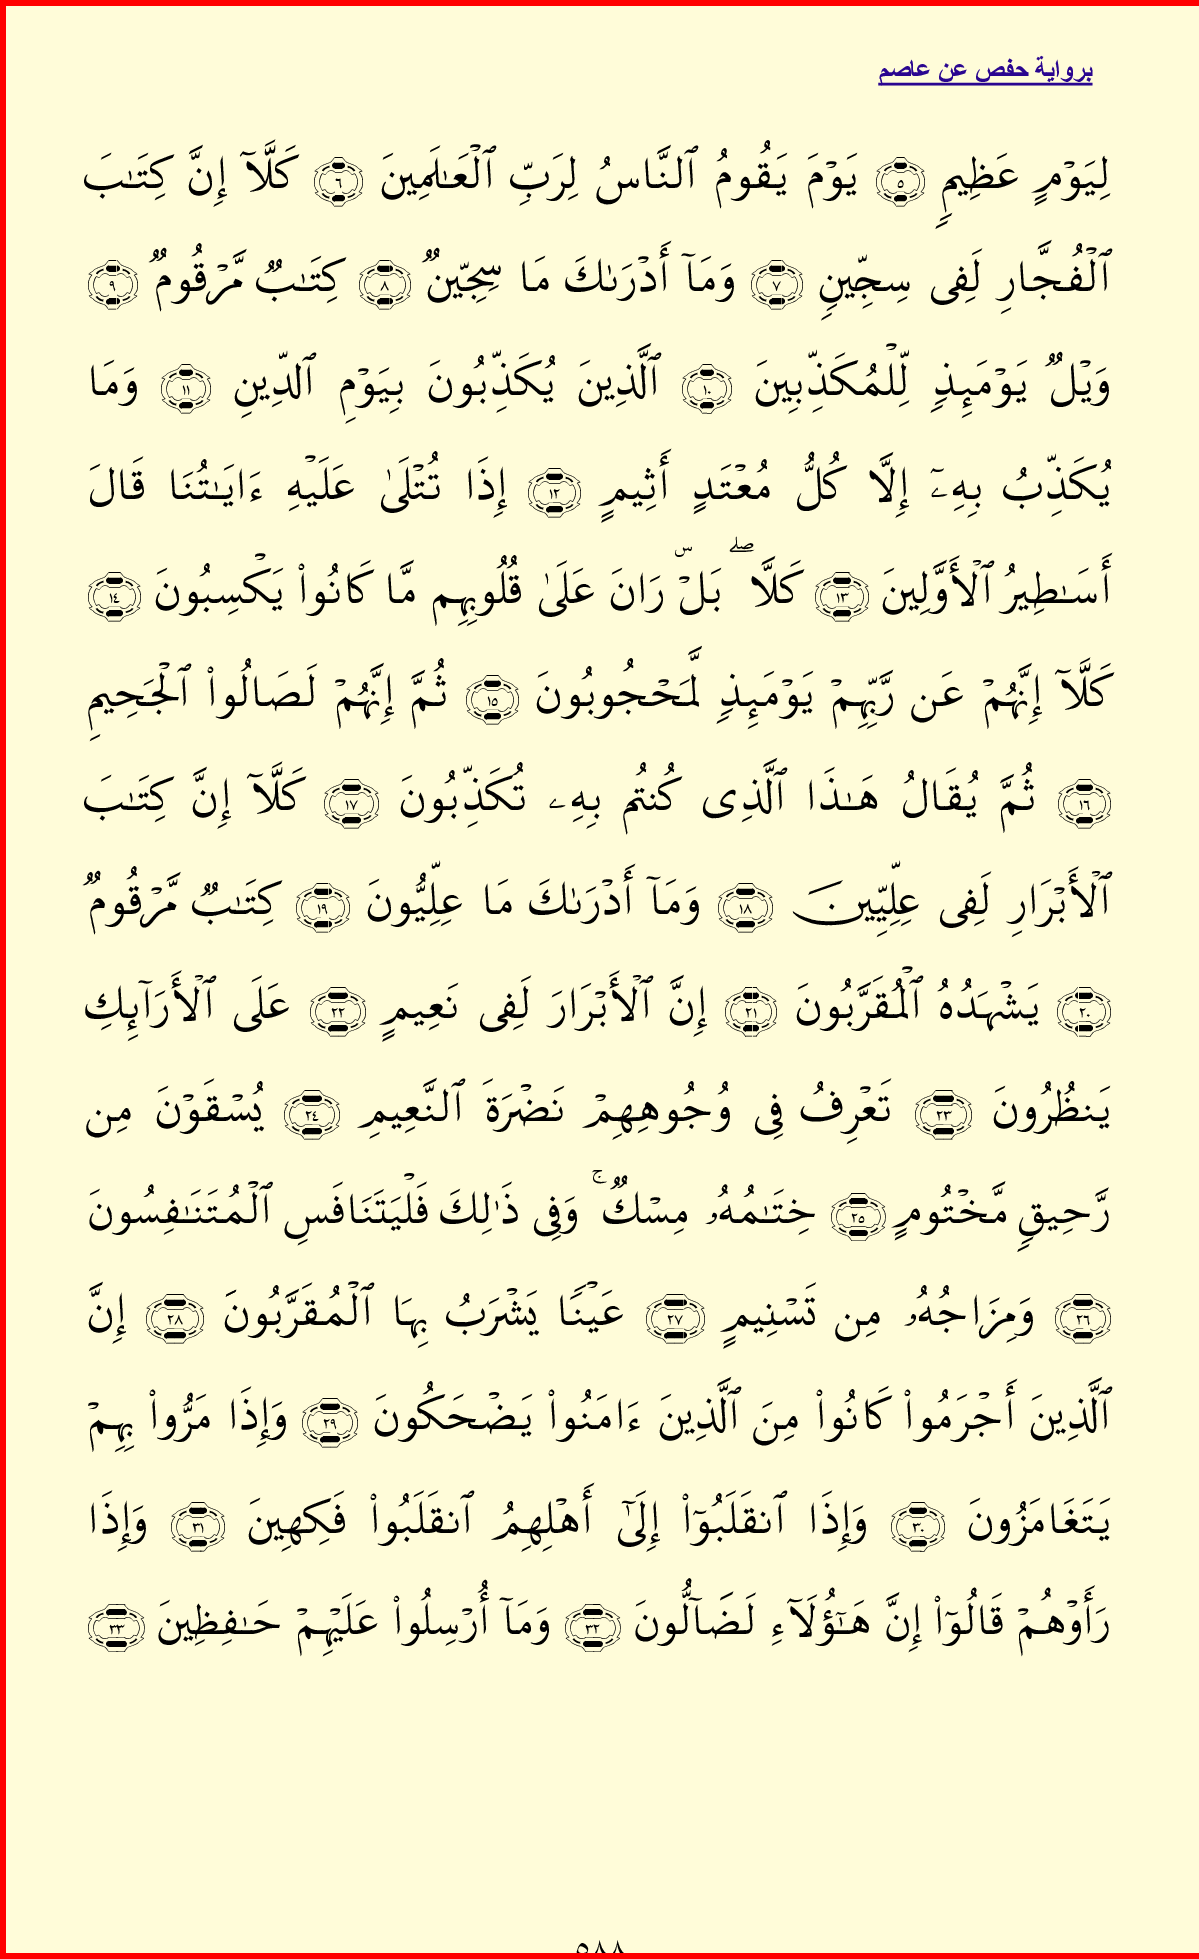 برواية حفص عن عاصم
لِيَوْمٍ عَظِيمٍ ٥ يَوْمَ يَقُومُ ٱلنَّاسُ لِرَبِّ ٱلْعَـٰلَمِينَ ٦ كَلَّآ إِنَّ كِتَـٰبَ
ٱلْفُجَّارِ لَفِى سِجِّينٍ ٧ وَمَآ أَدْرَىٰكَ مَا سِجِّينٌ ٨ كِتَـٰبٌ مَّرْقُومٌ ٩
وَيْلٌ يَوْمَئِذٍ لِّلْمُكَذِّبِينَ ١٠ ٱلَّذِينَ يُكَذِّبُونَ بِيَوْمِ ٱلدِّينِ ١١ وَمَا
يُكَذِّبُ بِهِۦٓ إِلَّا كُلُّ مُعْتَدٍ أَثِيمٍ ١٢ إِذَا تُتْلَىٰ عَلَيْهِ ءَايَـٰتُنَا قَالَ
أَسَـٰطِيرُ ٱلْأَوَّلِينَ ١٣ كَلَّا ۖ بَلْ ۜ رَانَ عَلَىٰ قُلُوبِهِم مَّا كَانُوا۟ يَكْسِبُونَ ١٤
كَلَّآ إِنَّهُمْ عَن رَّبِّهِمْ يَوْمَئِذٍ لَّمَحْجُوبُونَ ١٥ ثُمَّ إِنَّهُمْ لَصَالُوا۟ ٱلْجَحِيمِ
١٦ ثُمَّ يُقَالُ هَـٰذَا ٱلَّذِى كُنتُم بِهِۦ تُكَذِّبُونَ ١٧ كَلَّآ إِنَّ كِتَـٰبَ
ٱلْأَبْرَارِ لَفِى عِلِّيِّينَ ١٨ وَمَآ أَدْرَىٰكَ مَا عِلِّيُّونَ ١٩ كِتَـٰبٌ مَّرْقُومٌ
٢٠ يَشْهَدُهُ ٱلْمُقَرَّبُونَ ٢١ إِنَّ ٱلْأَبْرَارَ لَفِى نَعِيمٍ ٢٢ عَلَى ٱلْأَرَآئِكِ
يَنظُرُونَ ٢٣ تَعْرِفُ فِى وُجُوهِهِمْ نَضْرَةَ ٱلنَّعِيمِ ٢٤ يُسْقَوْنَ مِن
رَّحِيقٍ مَّخْتُومٍ ٢٥ خِتَـٰمُهُۥ مِسْكٌ ۚ وَفِى ذَٰلِكَ فَلْيَتَنَافَسِ ٱلْمُتَنَـٰفِسُونَ
٢٦ وَمِزَاجُهُۥ مِن تَسْنِيمٍ ٢٧ عَيْنًا يَشْرَبُ بِهَا ٱلْمُقَرَّبُونَ ٢٨ إِنَّ
ٱلَّذِينَ أَجْرَمُوا۟ كَانُوا۟ مِنَ ٱلَّذِينَ ءَامَنُوا۟ يَضْحَكُونَ ٢٩ وَإِذَا مَرُّوا۟ بِهِمْ
يَتَغَامَزُونَ ٣٠ وَإِذَا ٱنقَلَبُوٓا۟ إِلَىٰٓ أَهْلِهِمُ ٱنقَلَبُوا۟ فَكِهِينَ ٣١ وَإِذَا
رَأَوْهُمْ قَالُوٓا۟ إِنَّ هَـٰٓؤُلَآءِ لَضَآلُّونَ ٣٢ وَمَآ أُرْسِلُوا۟ عَلَيْهِمْ حَـٰفِظِينَ ٣٣
٥٨٨